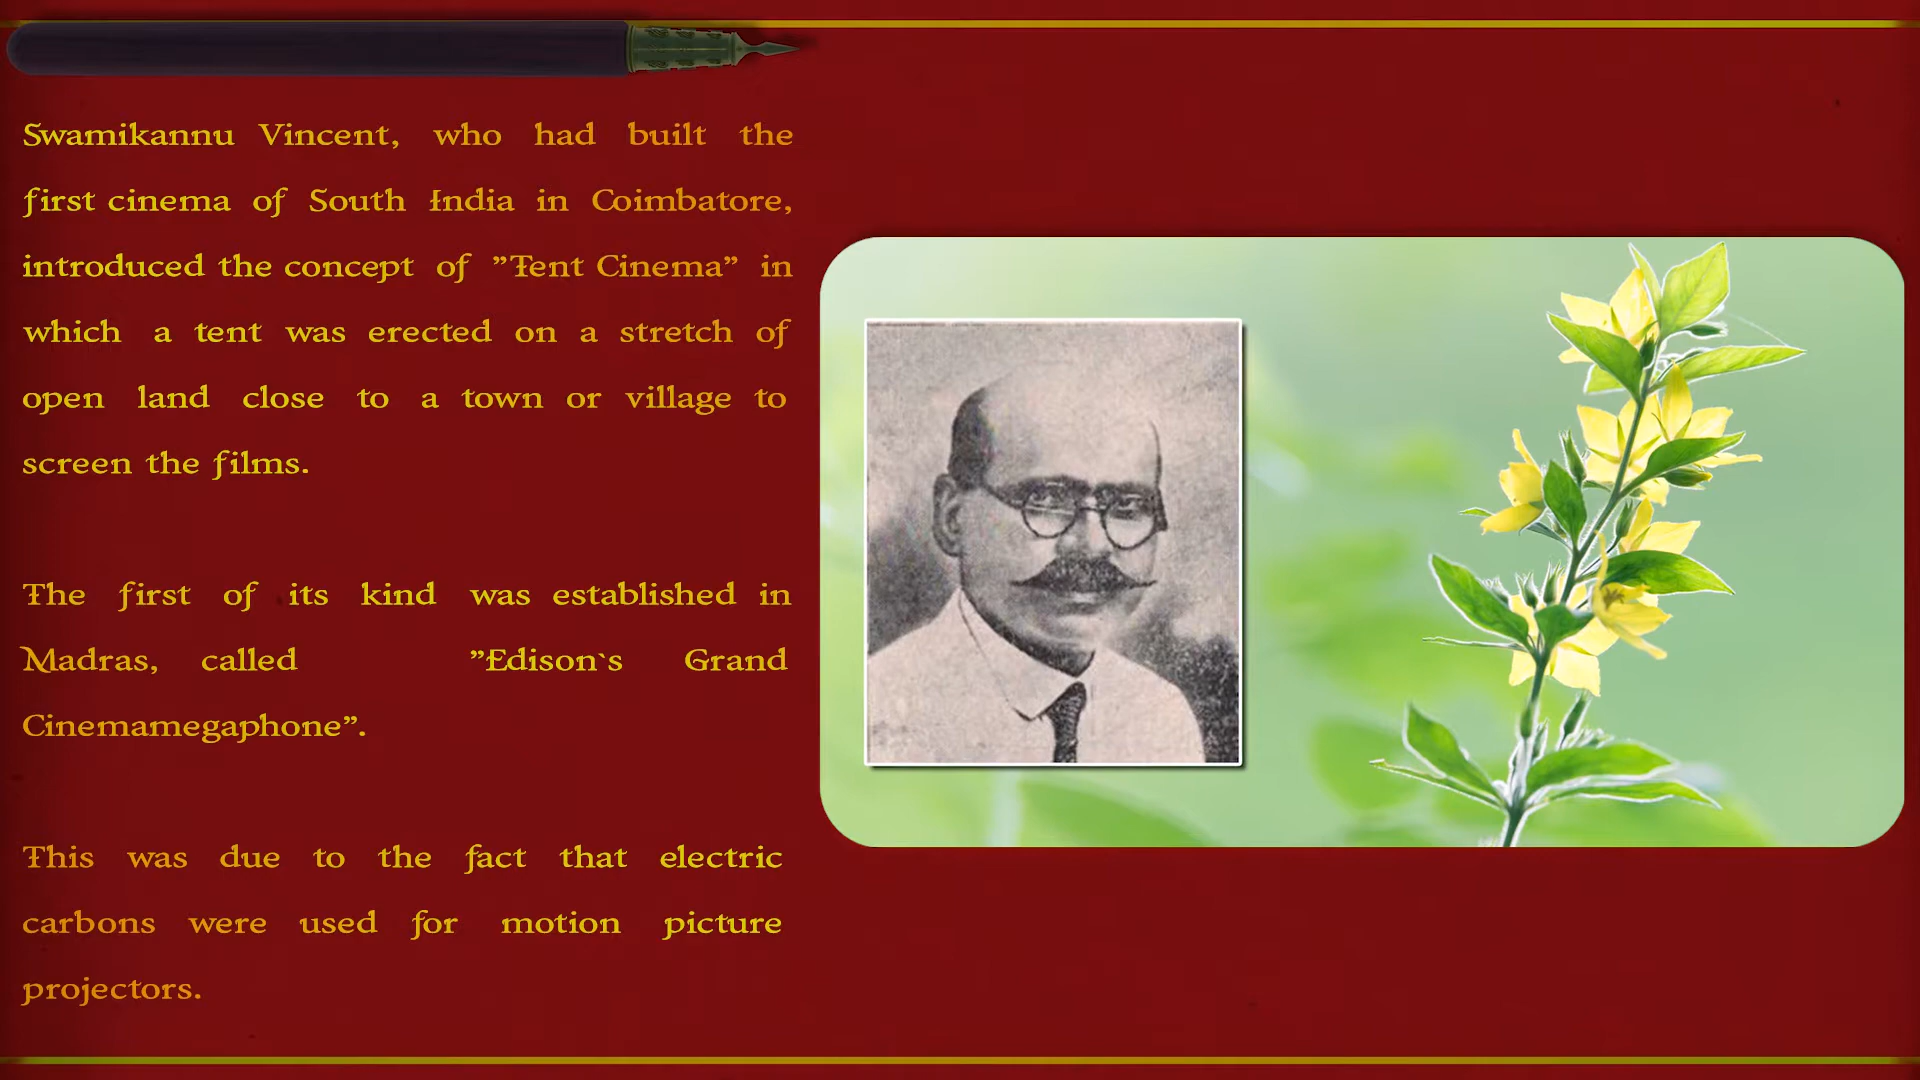 Swamikannu Vincent, who had built the
first cinema of South India in Coimbatore,
introduced the concept of ”Tent Cinema” in
which a tent was erected on a stretch of
open land close to a town or village to
screen the films.
The first of its kind was established in
Madras, called ”Edison`s Grand
Cinemamegaphone”.
This was due to the fact that electric
carbons were used for motion picture
projectors.